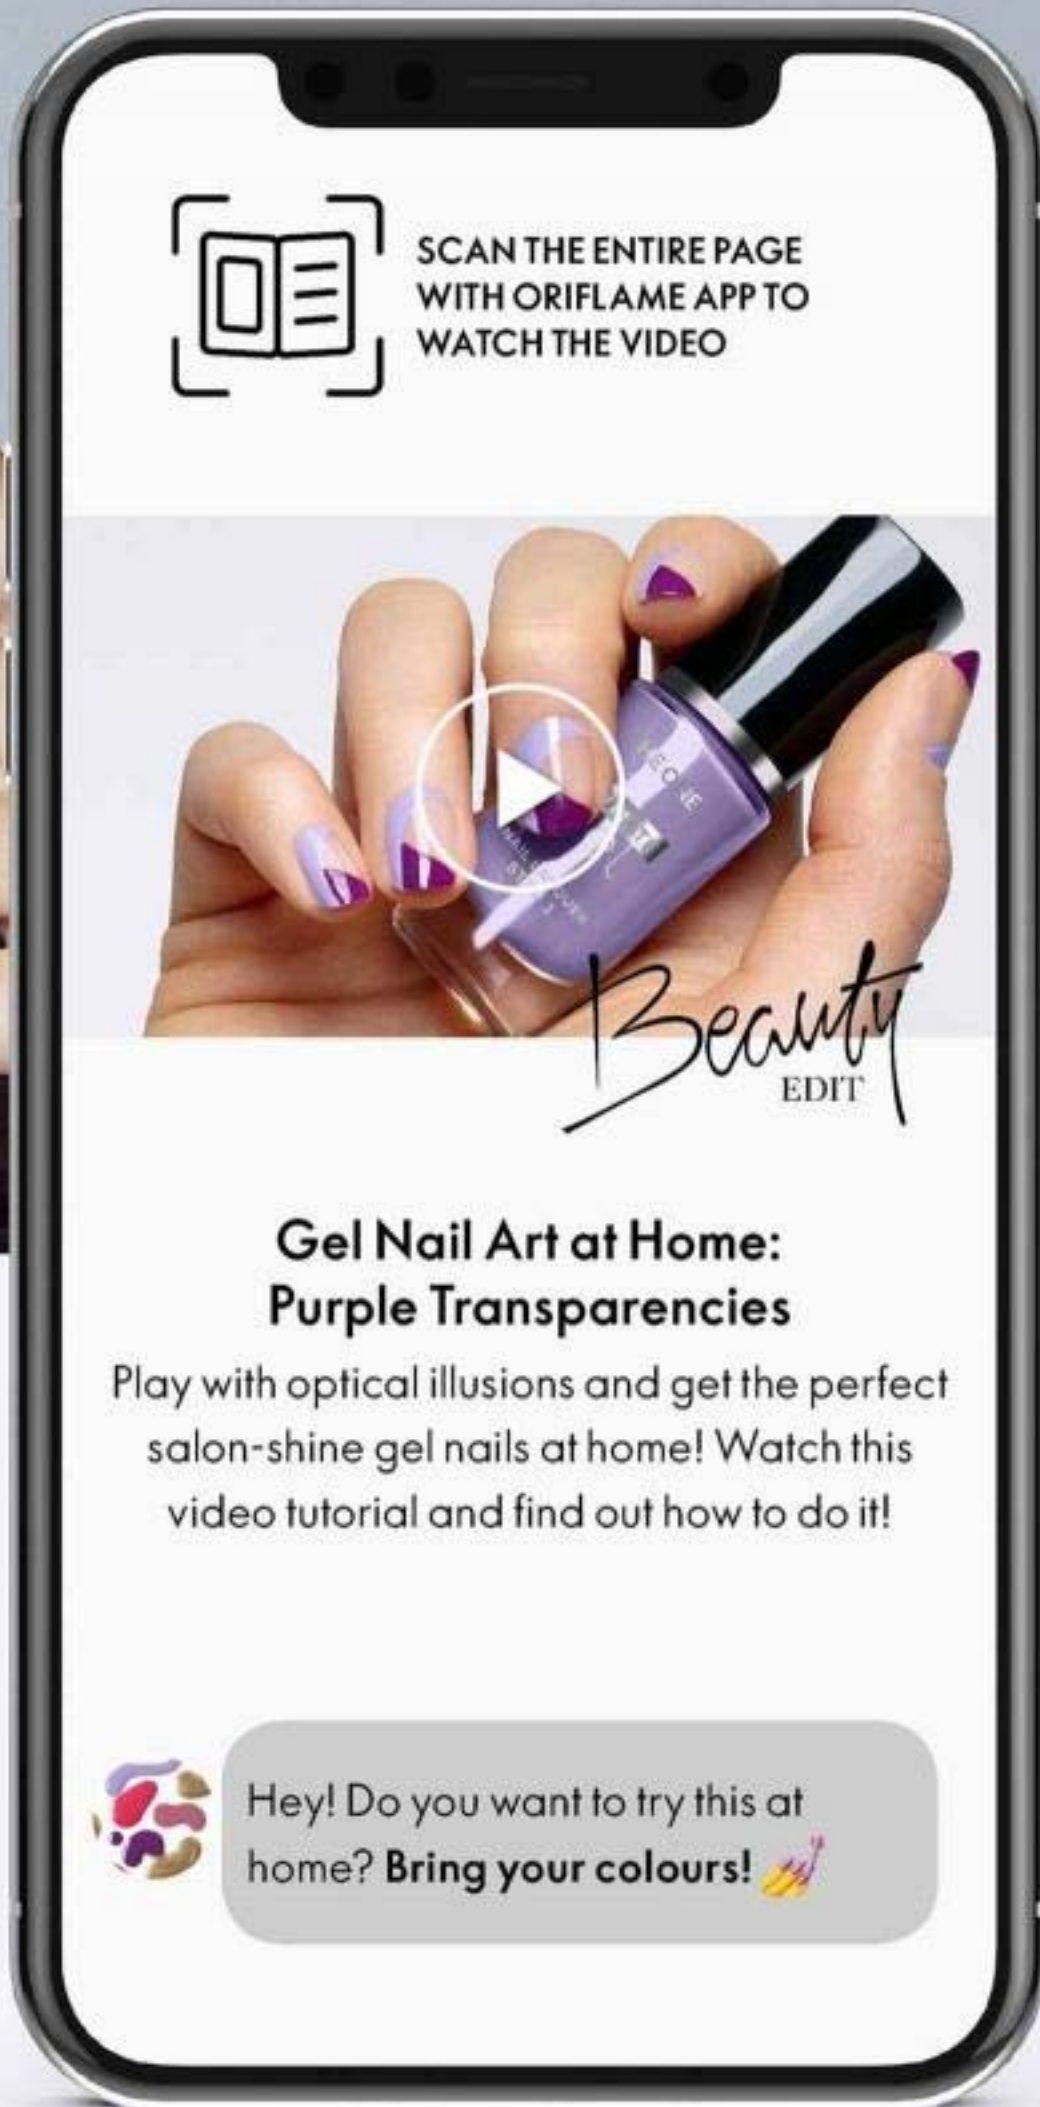 SCAN THE ENTIRE PAGE
WITH ORIFLAME APP TO
WATCH THE VIDEO
Beauty
EDIT
Gel Nail Art at Home:
Purple Transparencies
Play with optical illusions and get the perfect
salon-shine gel nails at home! Watch this
video tutorial and find out how to do it!
Hey! Do you want to try this at
home? Bring your colours! 💅